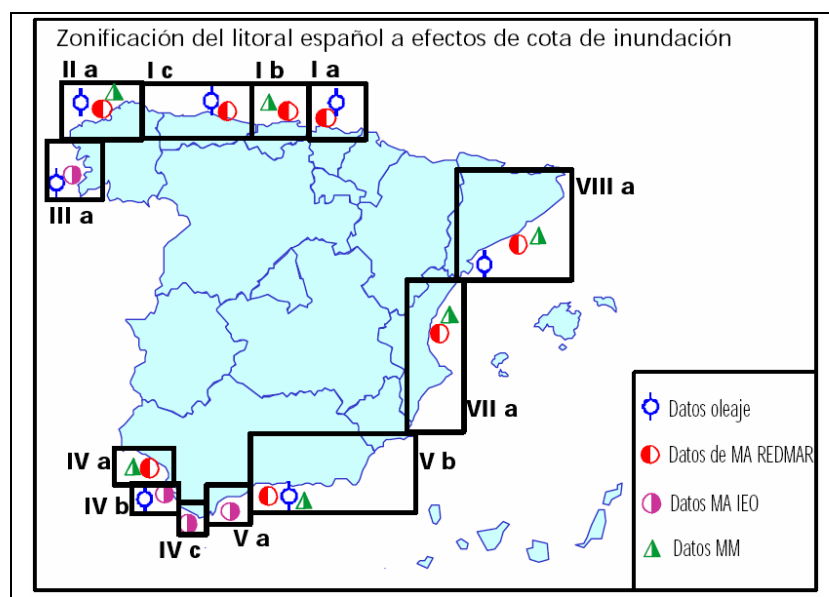 Zonificación del litoral español a efectos de cota de inundación
II a
I c
I b
I a
III a
VIII a
VII a
IV a
V b
IV b
V a
IV c
Datos oleaje
Datos de MA REDMAR
Datos MA IEO
Datos MM